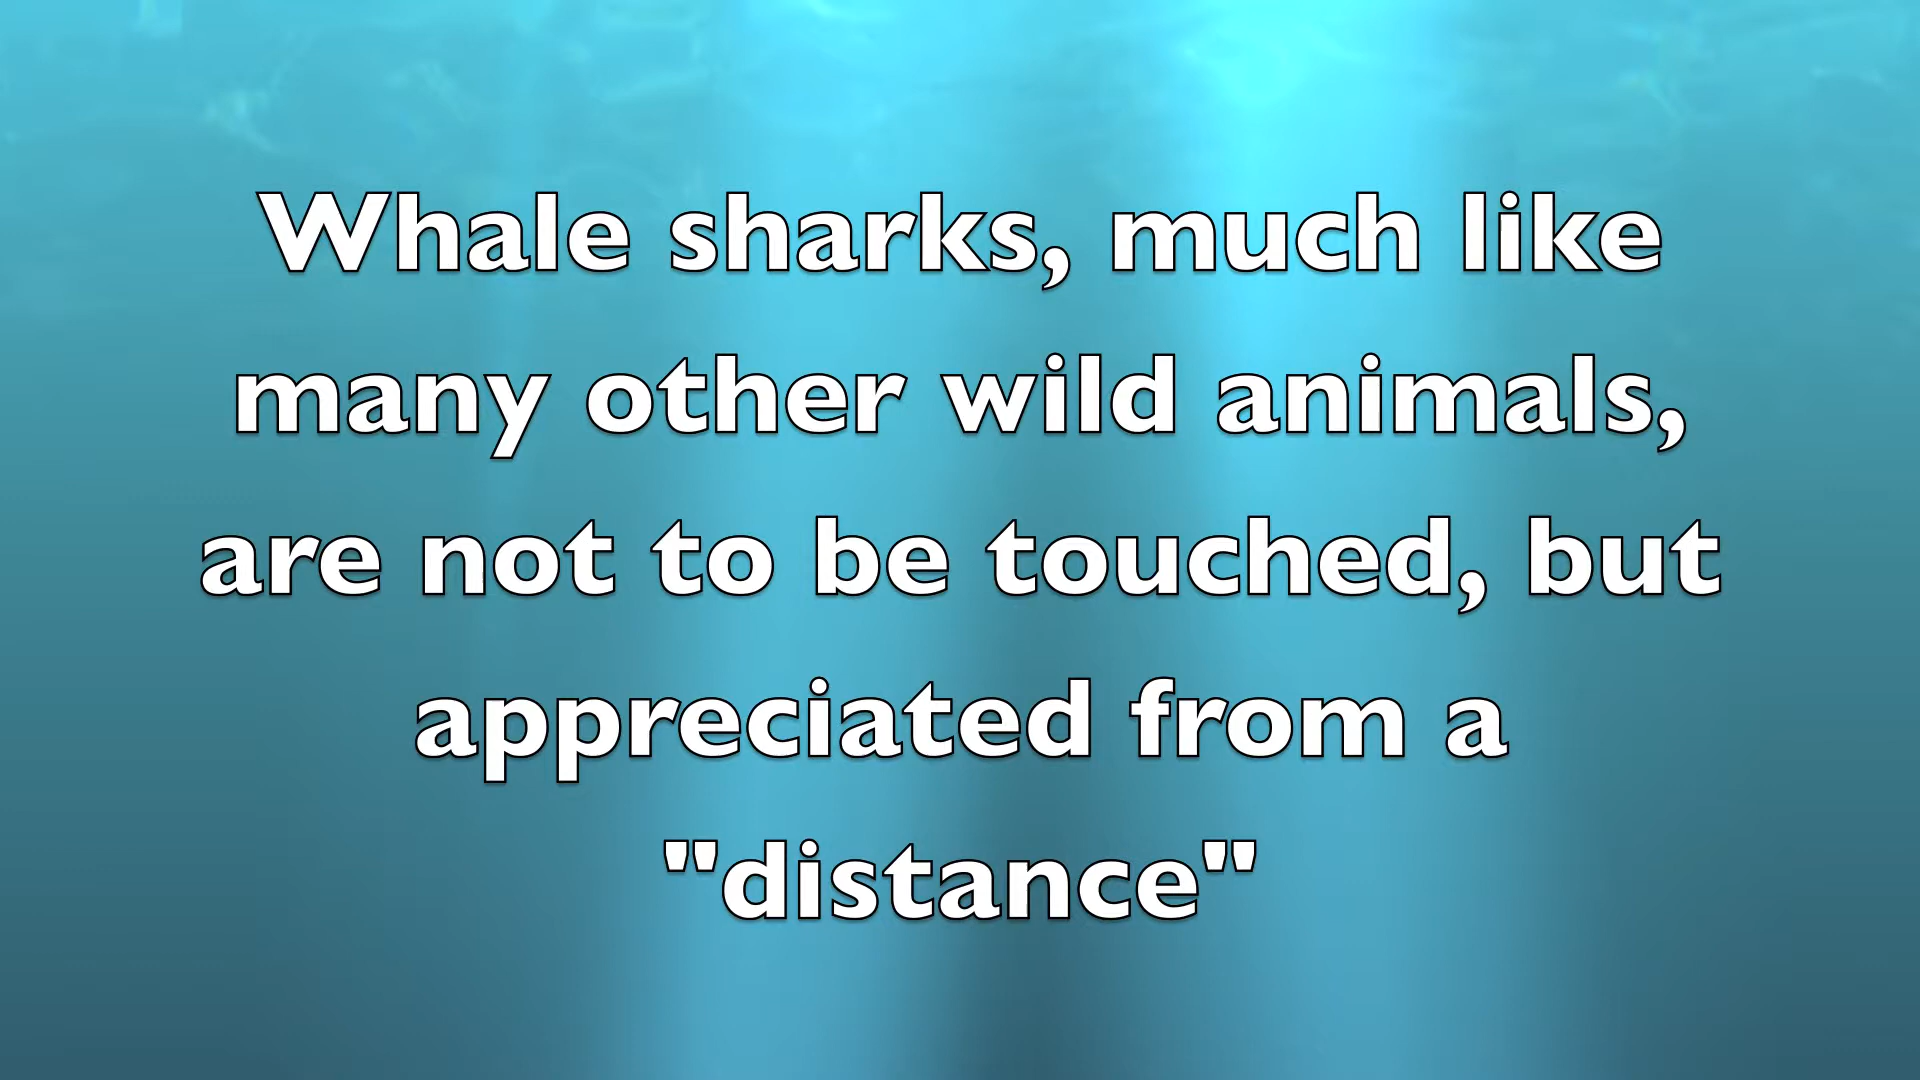 Whale sharks, much like
many other wild animals,
are not to be touched, but
appreciated from a
"distance"